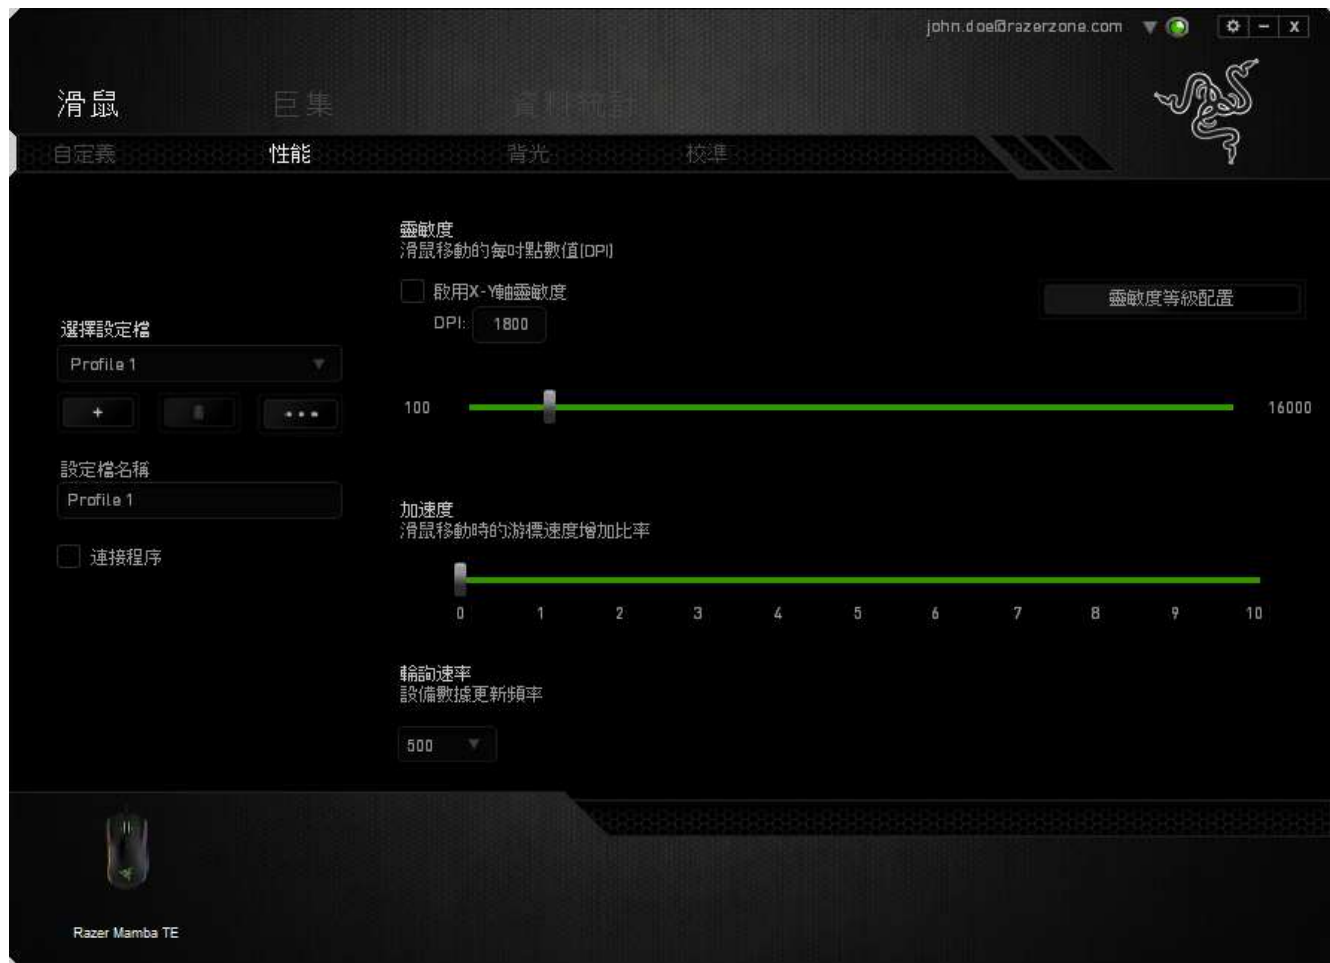 john.doe@razerzone.com
滑鼠 巨集 資料統計
自定義 性能 背光 校準
靈敏度
滑鼠移動的每吋點數值(DPI)
啟用X-Y軸靈敏度
靈敏度等級配置
DPI: 1800
選擇設定檔
Profile 1
100 16000
設定檔名稱
Profile 1
連接程序
加速度
滑鼠移動時的游標速度增加比率
0 1 2 3 4 5 6 7 8 9 10
輪詢速率
設備數據更新頻率
500
Razer Mamba TE